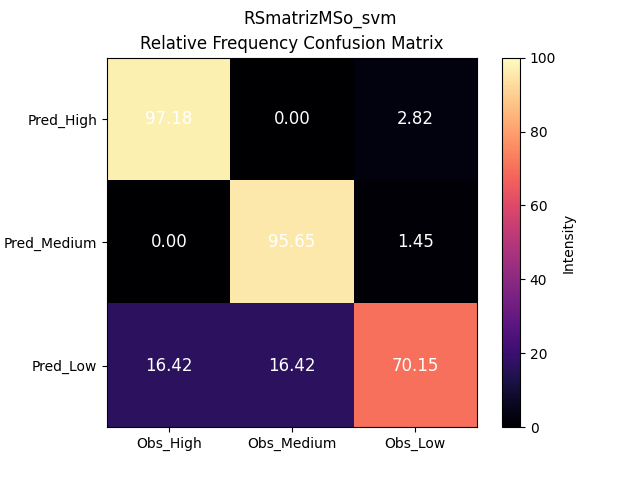 RSmatrizMSo_svm
Relative Frequency Confusion Matrix
Pred_High 97.18 0.00 2.82
Pred_Medium 0.00 95.65 1.45
Pred_Low 16.42 16.42 70.15
Obs_High Obs_Medium Obs_Low
100
80
60
40
20
0
Intensity